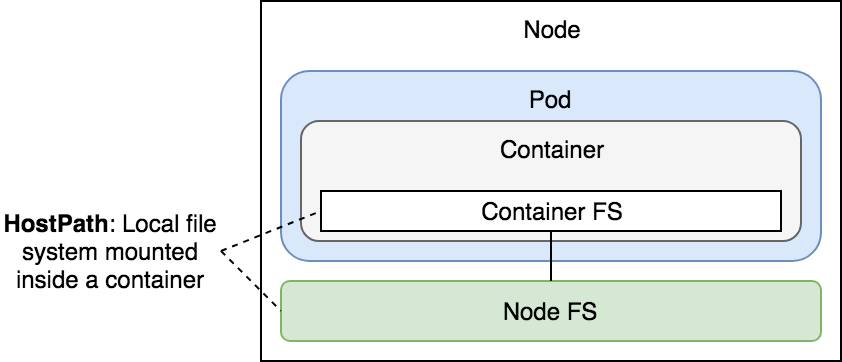 Node
Pod
Container
Container FS
HostPath: Local file
system mounted
inside a container
Node FS